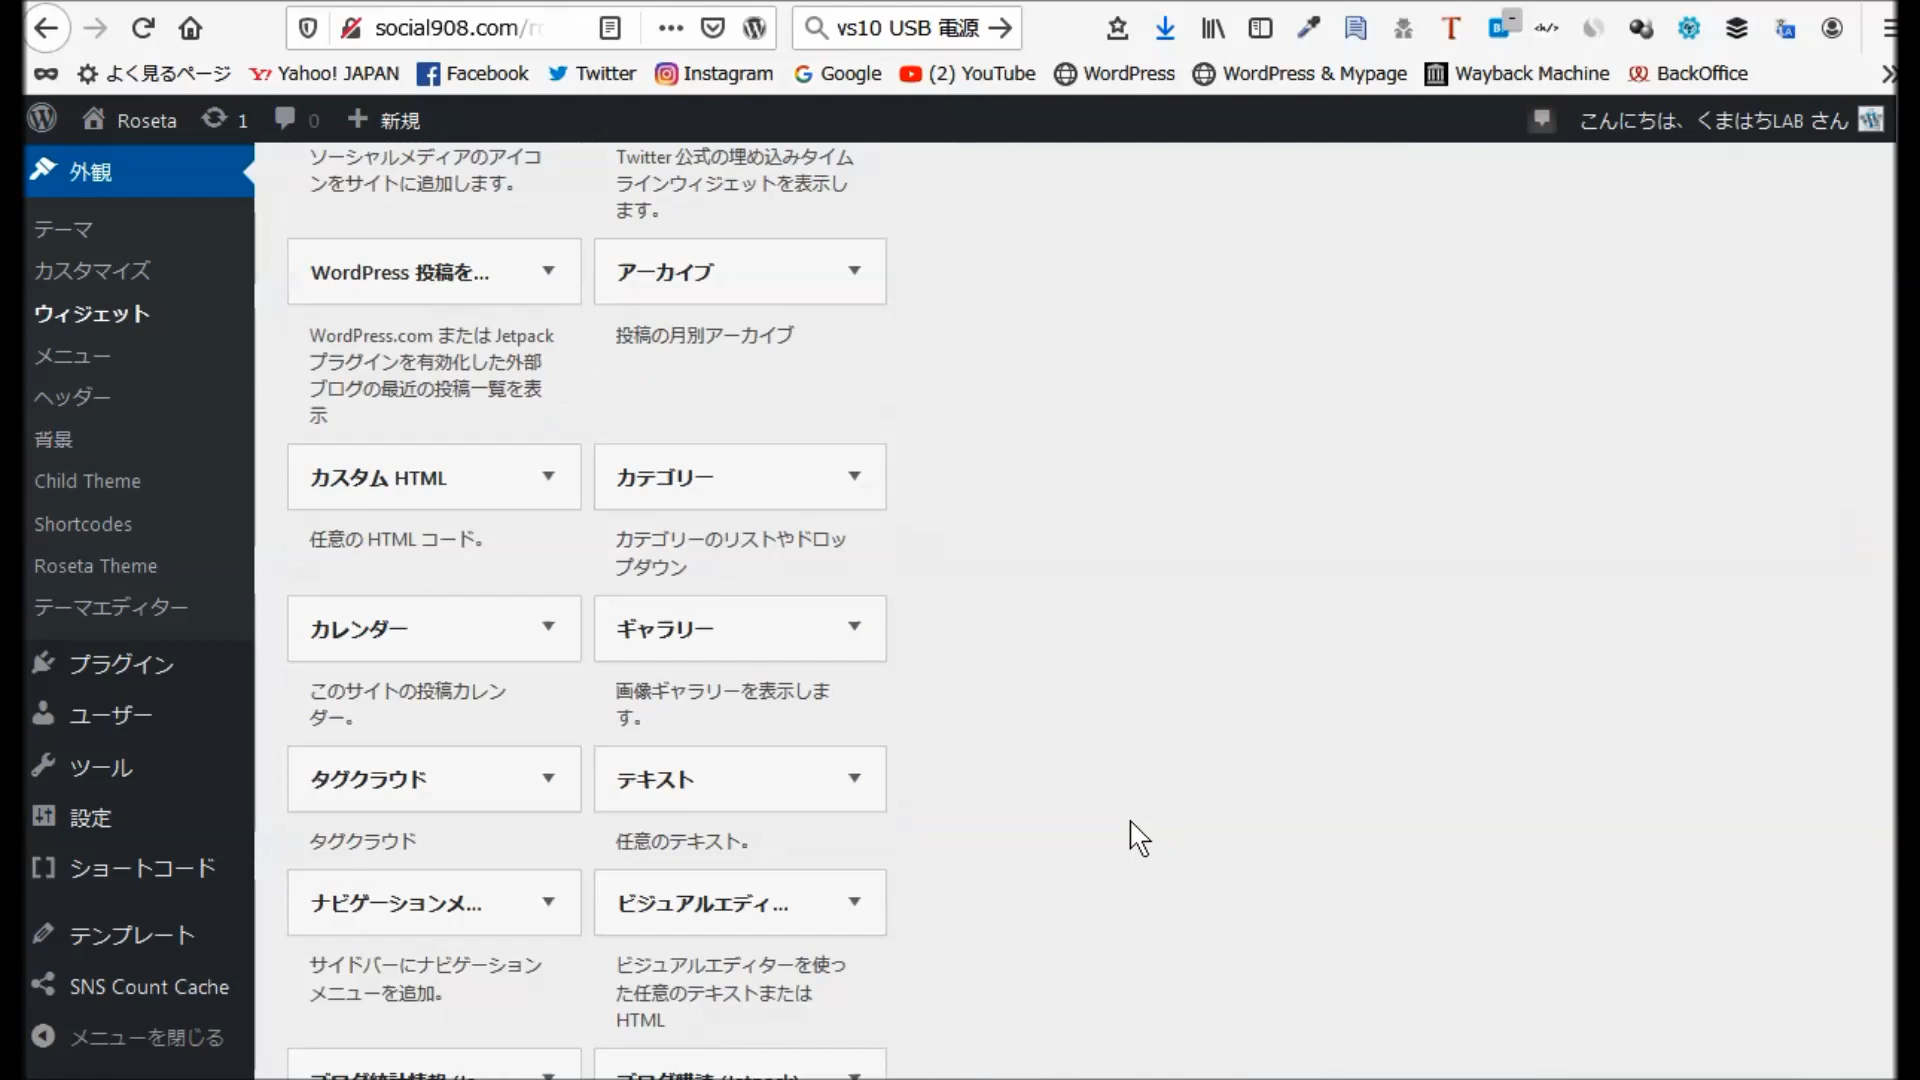 social908.com/r
vs10 USB 電源
よく見るページ
Yahoo! JAPAN
Facebook
Twitter
Instagram
Google
(2) YouTube
WordPress
WordPress & Mypage
Wayback Machine
BackOffice
Roseta
1
0
新規
こんにちは、くまはちLAB さん
外観
テーマ
カスタマイズ
ウィジェット
メニュー
ヘッダー
背景
Child Theme
Shortcodes
Roseta Theme
テーマエディター
プラグイン
ユーザー
ツール
設定
ショートコード
テンプレート
SNS Count Cache
メニューを閉じる
ソーシャルメディアのアイコ
ンをサイトに追加します。
Twitter 公式の埋め込みタイム
ラインウィジェットを表示し
ます。
WordPress 投稿を...
アーカイブ
WordPress.com または Jetpack
プラグインを有効化した外部
ブログの最近の投稿一覧を表
示
投稿の月別アーカイブ
カスタム HTML
カテゴリー
任意の HTML コード。
カテゴリーのリストやドロッ
プダウン
カレンダー
ギャラリー
このサイトの投稿カレン
ダー。
画像ギャラリーを表示しま
す。
タグクラウド
テキスト
タグクラウド
任意のテキスト。
ナビゲーションメ...
ビジュアルエディ...
サイドバーにナビゲーション
メニューを追加。
ビジュアルエディターを使っ
た任意のテキストまたは
HTML